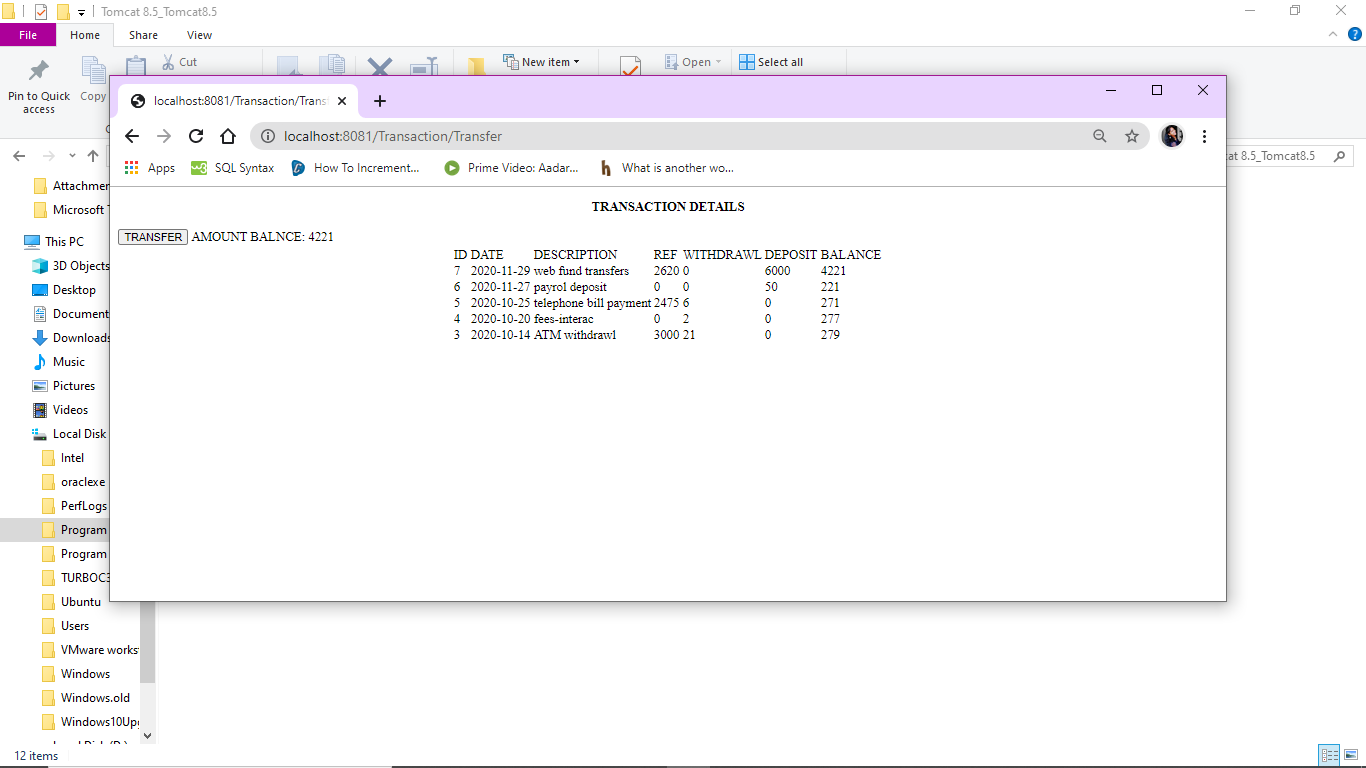 Tomcat 8.5_Tomcat8.5
File Home Share View
Cut
New item
Open
Select all
Pin to Quick access
Copy
localhost:8081/Transaction/Trans
localhost:8081/Transaction/Transfer
cat 8.5_Tomcat8.5
Apps SQL Syntax How To Increment... Prime Video: Aadar... What is another wo...
TRANSACTION DETAILS
TRANSFER AMOUNT BALNCE: 4221
ID DATE DESCRIPTION REF WITHDRAWL DEPOSIT BALANCE
7 2020-11-29 web fund transfers 2620 0 6000 4221
6 2020-11-27 payrol deposit 0 0 50 221
5 2020-10-25 telephone bill payment 2475 6 0 271
4 2020-10-20 fees-interac 0 2 0 277
3 2020-10-14 ATM withdrawl 3000 21 0 279
Attachmen
Microsoft T
This PC
3D Objects
Desktop
Document
Downloads
Music
Pictures
Videos
Local Disk
Intel
oraclexe
PerfLogs
Program
Program
TURBOC3
Ubuntu
Users
VMware works
Windows
Windows.old
Windows10Upg
12 items